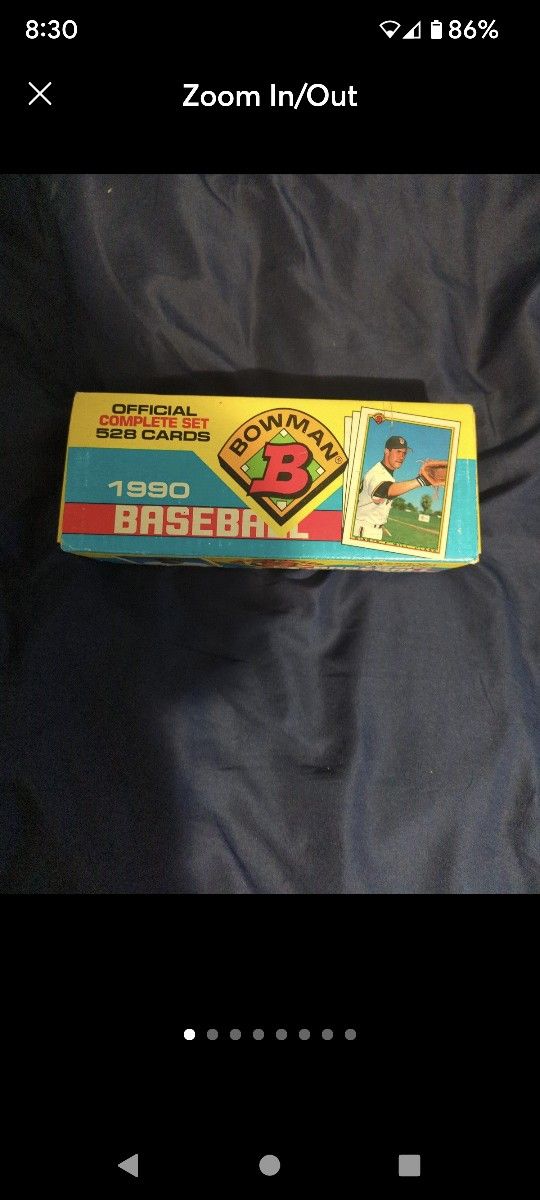 8:30
86%
Zoom In/Out
OFFICIAL
COMPLETE SET
528 CARDS
BOWMAN®
B
1990
BASEBALL